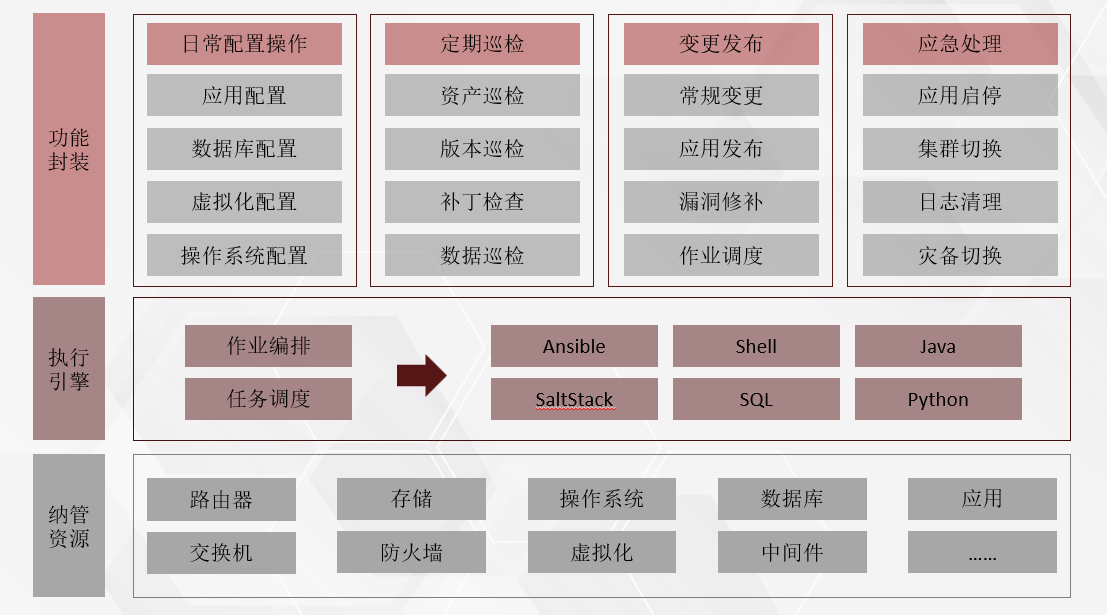 功能
封装
日常配置操作
应用配置
数据库配置
虚拟化配置
操作系统配置
定期巡检
资产巡检
版本巡检
补丁检查
数据巡检
变更发布
常规变更
应用发布
漏洞修补
作业调度
应急处理
应用启停
集群切换
日志清理
灾备切换
执行
引擎
作业编排
任务调度
Ansible
Shell
Java
SaltStack
SQL
Python
纳管
资源
路由器
存储
操作系统
数据库
应用
交换机
防火墙
虚拟化
中间件
……